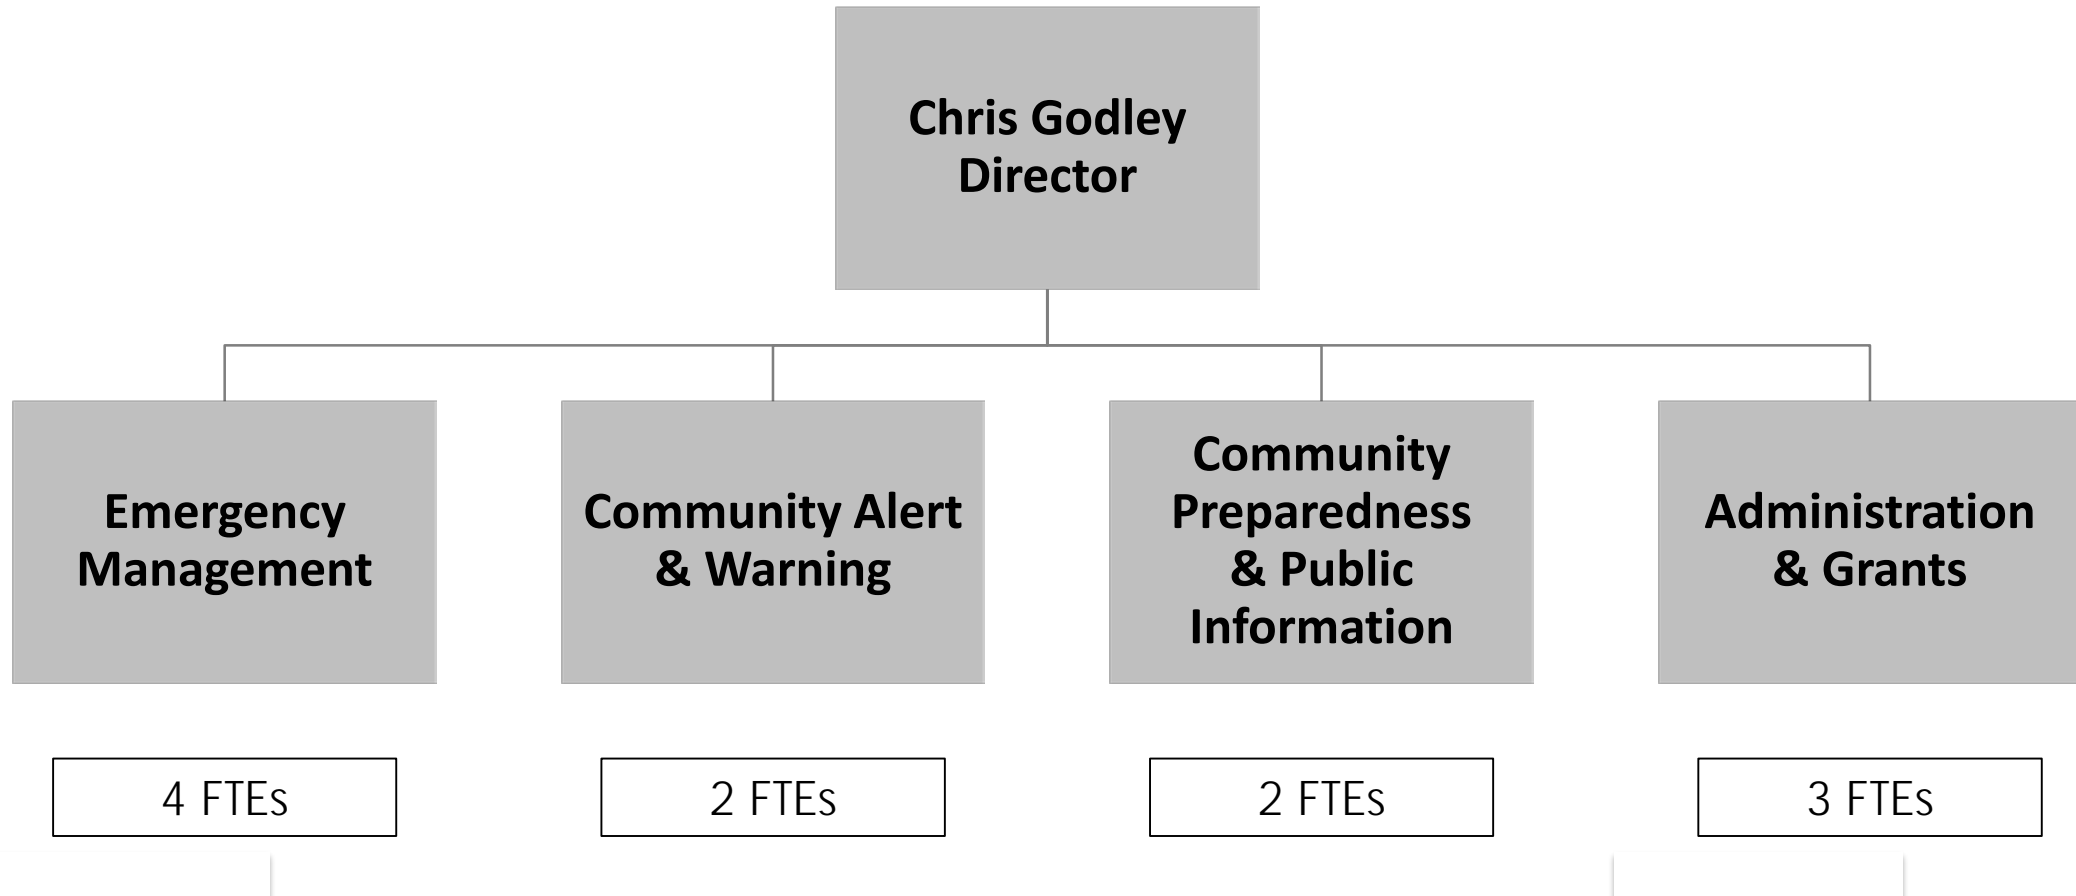 Chris Godley
Director
Emergency
Management
Community Alert
& Warning
Community
Preparedness
& Public
Information
Administration
& Grants
4 FTEs
2 FTEs
2 FTEs
3 FTEs